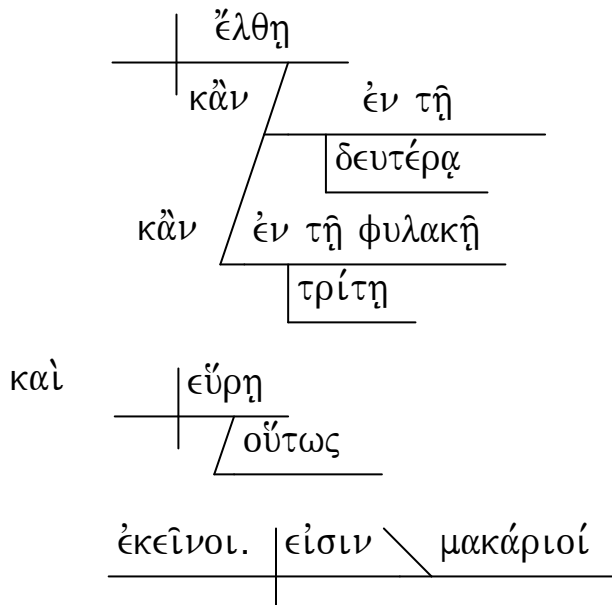 ἔλθῃ
κἂν ἐν τῇ
δευτέρᾳ
κἂν ἐν τῇ φυλακῇ
τρίτῃ
καὶ εὕρῃ
οὕτως
ἐκεῖνοι. εἰσιν μακάριοί